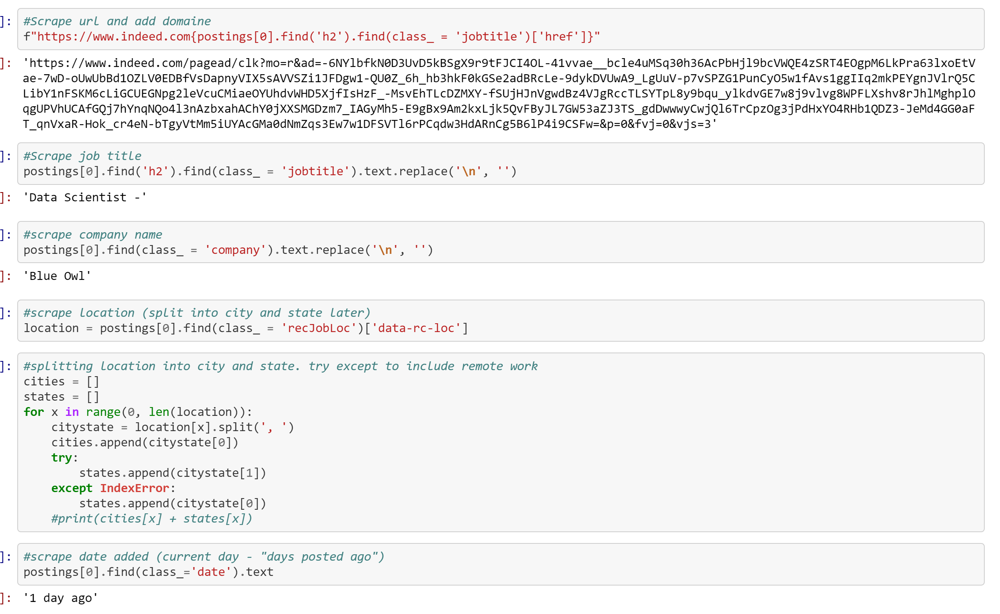 ]: #Scrape url and add domaine
f"https://www.indeed.com{postings[0].find('h2').find(class_ = 'jobtitle')['href']}"
]: 'https://www.indeed.com/pagead/clk?mo=r&ad=-6NYlbfkN0D3UvD5kBSgX9r9tFJCI4OL-41vvae__bcle4uMSq30h36AcPbHjl9bcVWQE4zSRT4EOgpM6LkPra63lxoEtV
ae-7wD-oUwUbBd1OZLV0EDBfVsDapnyVIX5sAVVSZi1JFDgw1-QU0Z_6h_hb3hkF0kGSe2adBRcLe-9dykDVUwA9_LgUuV-p7vSPZG1PunCyO5w1fAvs1ggIIq2mkPEYgnJVlrQ5C
LibY1nFSKM6cLiGCUEGNpg2leVcuCMiaeOYUhdvWHD5XjfIsHzF_-MsvEhTLcDZMXY-fSUjHJnVgwdBz4VJgRccTLSYTpL8y9bqu_ylkdvGE7w8j9vlvg8WPFLXshv8rJhlMghplO
qgUPVhUCAfGQj7hYnqNQo4l3nAzbxahAChY0jXXSMGDzm7_IAGyMh5-E9gBx9Am2kxLjk5QvFByJL7GW53aZJ3TS_gdDwwwyCwjQl6TrCpzOg3jPdHxYO4RHb1QDZ3-JeMd4GG0aF
T_qnVxaR-Hok_cr4eN-bTgyVtMm5iUYAcGMa0dNmZqs3Ew7w1DFSVTl6rPCqdw3HdARnCg5B6lP4i9CSFw=&p=0&fvj=0&vjs=3'
]: #Scrape job title
postings[0].find('h2').find(class_ = 'jobtitle').text.replace('\n', '')
]: 'Data Scientist -'
]: #scrape company name
postings[0].find(class_ = 'company').text.replace('\n', '')
]: 'Blue Owl'
]: #scrape location (split into city and state later)
location = postings[0].find(class_ = 'recJobLoc')['data-rc-loc']
]: #splitting location into city and state. try except to include remote work
cities = []
states = []
for x in range(0, len(location)):
    citystate = location[x].split(', ')
    cities.append(citystate[0])
    try:
        states.append(citystate[1])
    except IndexError:
        states.append(citystate[0])
    #print(cities[x] + states[x])
]: #scrape date added (current day - "days posted ago")
postings[0].find(class_='date').text
]: '1 day ago'